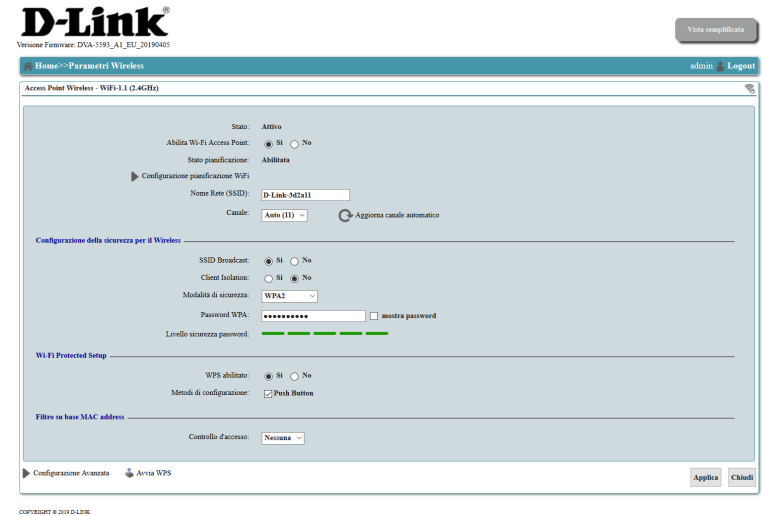 D-Link®
Versione Firmware: DVA-5593_A1_EU_20190405
Vista semplificata
Home>>Parametri Wireless
admin Logout
Access Point Wireless - WiFi-1.1 (2.4GHz)
Stato: Attivo
Abilita Wi-Fi Access Point: Si No
Stato pianificazione: Abilitata
Configurazione pianificazione WiFi
Nome Rete (SSID): D-Link-3d2a11
Canale: Auto (11) Aggiorna canale automatico
Configurazione della sicurezza per il Wireless
SSID Broadcast: Si No
Client Isolation: Si No
Modalità di sicurezza: WPA2
Password WPA: •••••••••• mostra password
Livello sicurezza password:
Wi-Fi Protected Setup
WPS abilitato: Si No
Metodi di configurazione: Push Button
Filtro su base MAC address
Controllo d'accesso: Nessuna
Configurazione Avanzata Avvia WPS
Applica Chiudi
COPYRIGHT © 2019 D-LINK